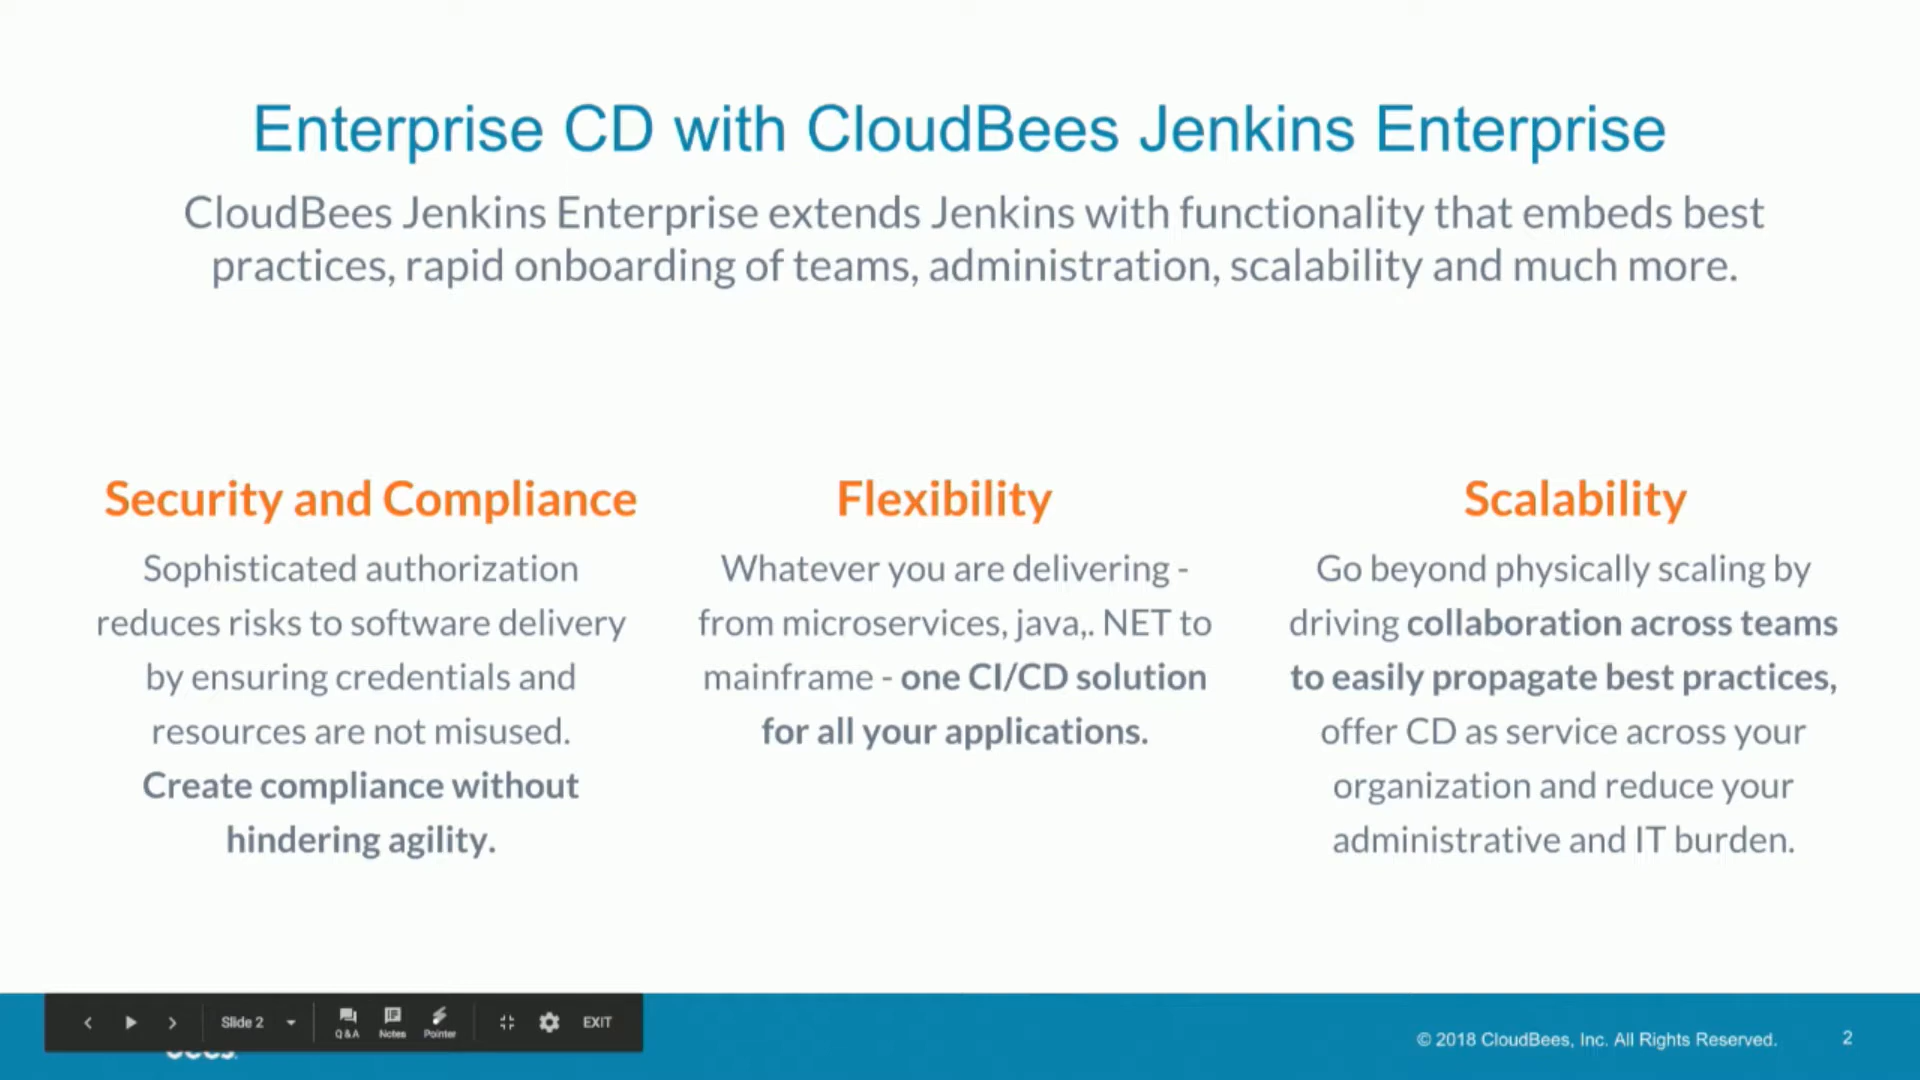 Enterprise CD with CloudBees Jenkins Enterprise
CloudBees Jenkins Enterprise extends Jenkins with functionality that embeds best
practices, rapid onboarding of teams, administration, scalability and much more.
Security and Compliance
Sophisticated authorization
reduces risks to software delivery
by ensuring credentials and
resources are not misused.
Create compliance without
hindering agility.
Flexibility
Whatever you are delivering -
from microservices, java,. NET to
mainframe - one CI/CD solution
for all your applications.
Scalability
Go beyond physically scaling by
driving collaboration across teams
to easily propagate best practices,
offer CD as service across your
organization and reduce your
administrative and IT burden.
Slide 2
Q&A
Notes
Pointer
EXIT
© 2018 CloudBees, Inc. All Rights Reserved.
2